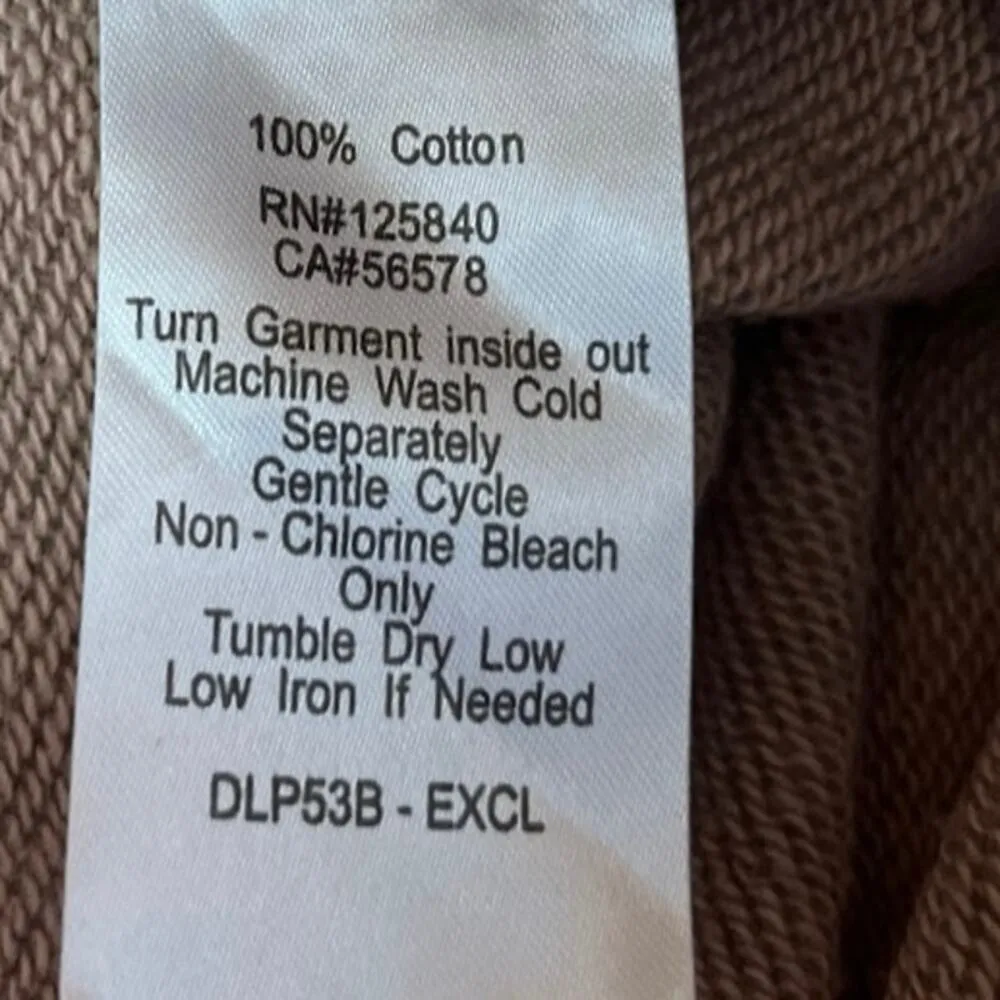 100% Cotton
RN#125840
CA#56578
Turn Garment inside out
Machine Wash Cold
Separately
Gentle Cycle
Non - Chlorine Bleach
Only
Tumble Dry Low
Low Iron If Needed
DLP53B - EXCL